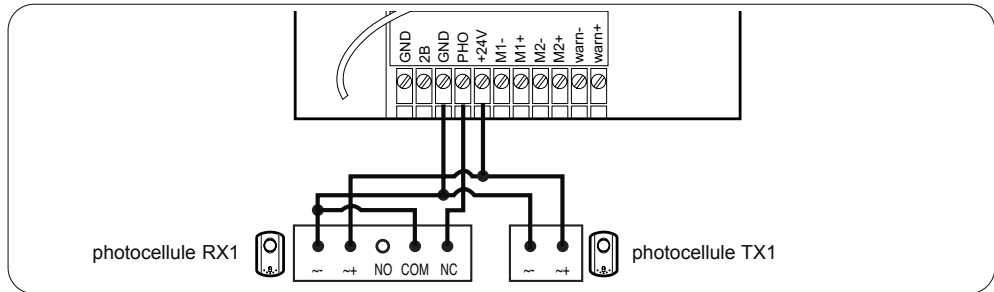 GND 2B GND PHO +24V M1- M1+ M2- M2+ warn- warn+
photocellule RX1
~- ~+ NO COM NC
~- ~+
photocellule TX1